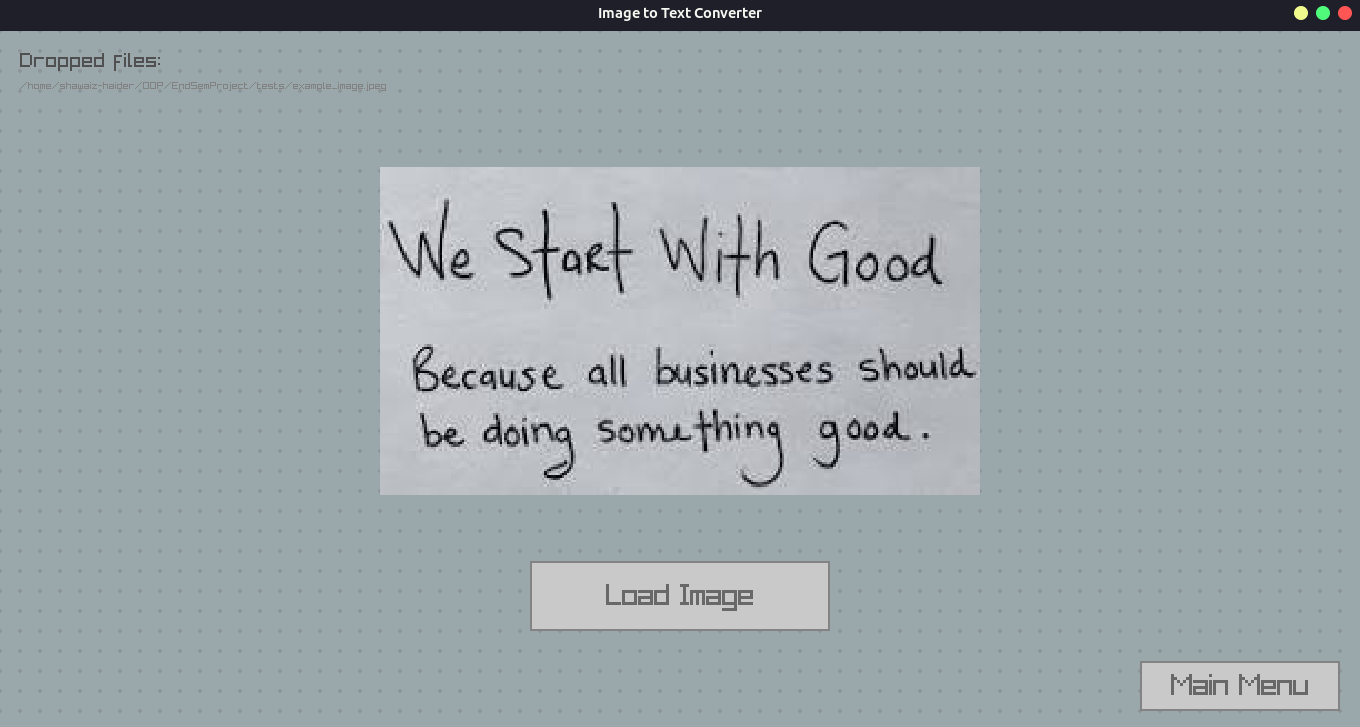 Image to Text Converter
Dropped Files:
/home/shawaiz-haider/OOP/EndSemProject/tests/example_image.jpeg
We Start With Good
Because all businesses should
be doing something good.
Load Image
Main Menu